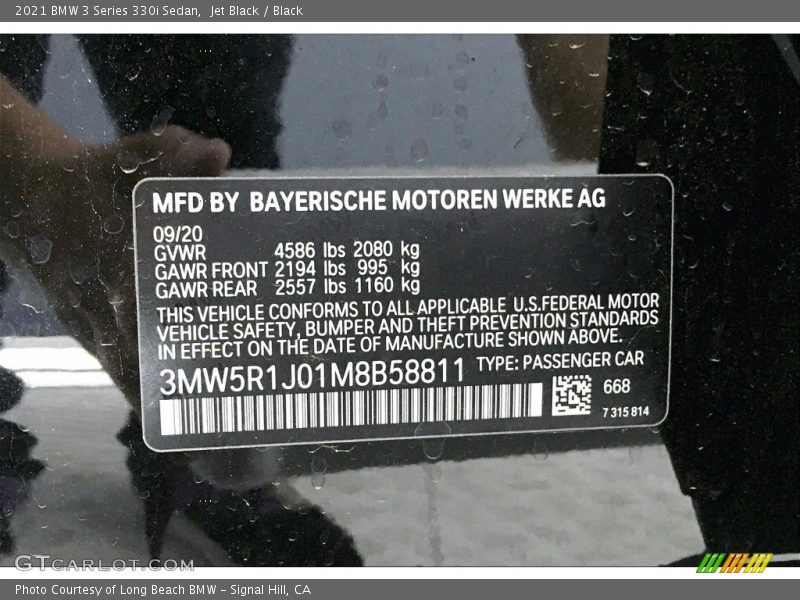 2021 BMW 3 Series 330i Sedan,  Jet Black / Black
MFD BY BAYERISCHE MOTOREN WERKE AG
09/20
GVWR 4586 lbs 2080 kg
GAWR FRONT 2194 lbs 995 kg
GAWR REAR 2557 lbs 1160 kg
THIS VEHICLE CONFORMS TO ALL APPLICABLE U.S.FEDERAL MOTOR
VEHICLE SAFETY, BUMPER AND THEFT PREVENTION STANDARDS
IN EFFECT ON THE DATE OF MANUFACTURE SHOWN ABOVE.
3MW5R1J01M8B58811 TYPE: PASSENGER CAR
668
7 315 814
GTCARLOT.COM
Photo Courtesy of Long Beach BMW - Signal Hill, CA